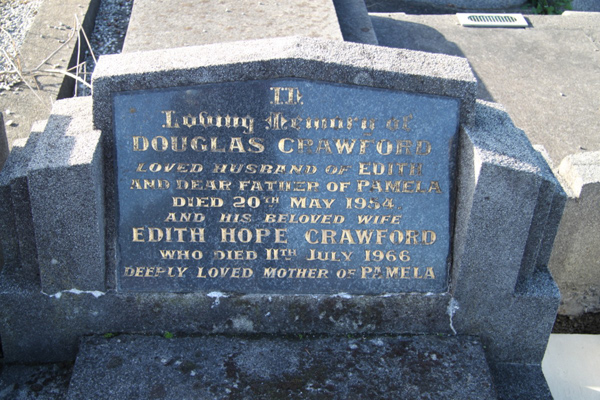 In
Loving Memory of
DOUGLAS CRAWFORD
LOVED HUSBAND OF EDITH
AND DEAR FATHER OF PAMELA
DIED 20TH MAY 1954.
AND HIS BELOVED WIFE
EDITH HOPE CRAWFORD
WHO DIED 11TH JULY 1966
DEEPLY LOVED MOTHER OF PAMELA